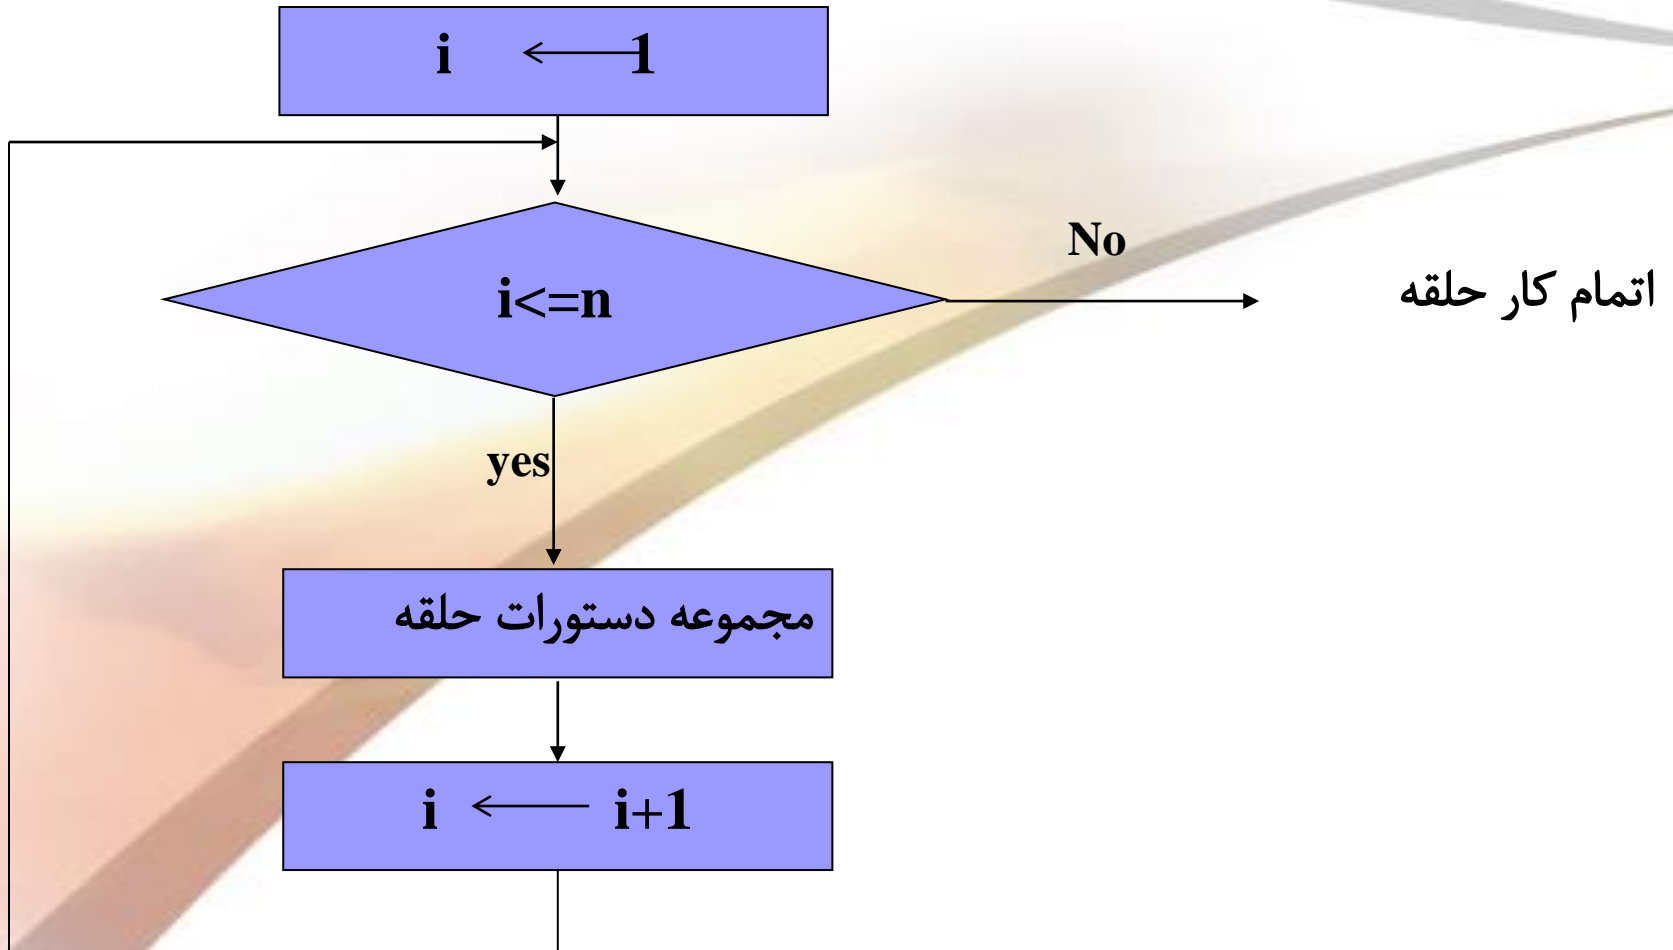 i ← 1
i<=n
No
اتمام کار حلقه
yes
مجموعه دستورات حلقه
i ← i+1